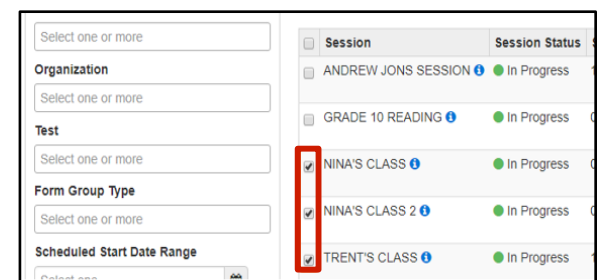 Select one or more
Organization
Select one or more
Test
Select one or more
Form Group Type
Select one or more
Scheduled Start Date Range
Select one
Session Session Status
ANDREW JONS SESSION In Progress
GRADE 10 READING In Progress
NINA'S CLASS In Progress
NINA'S CLASS 2 In Progress
TRENT'S CLASS In Progress